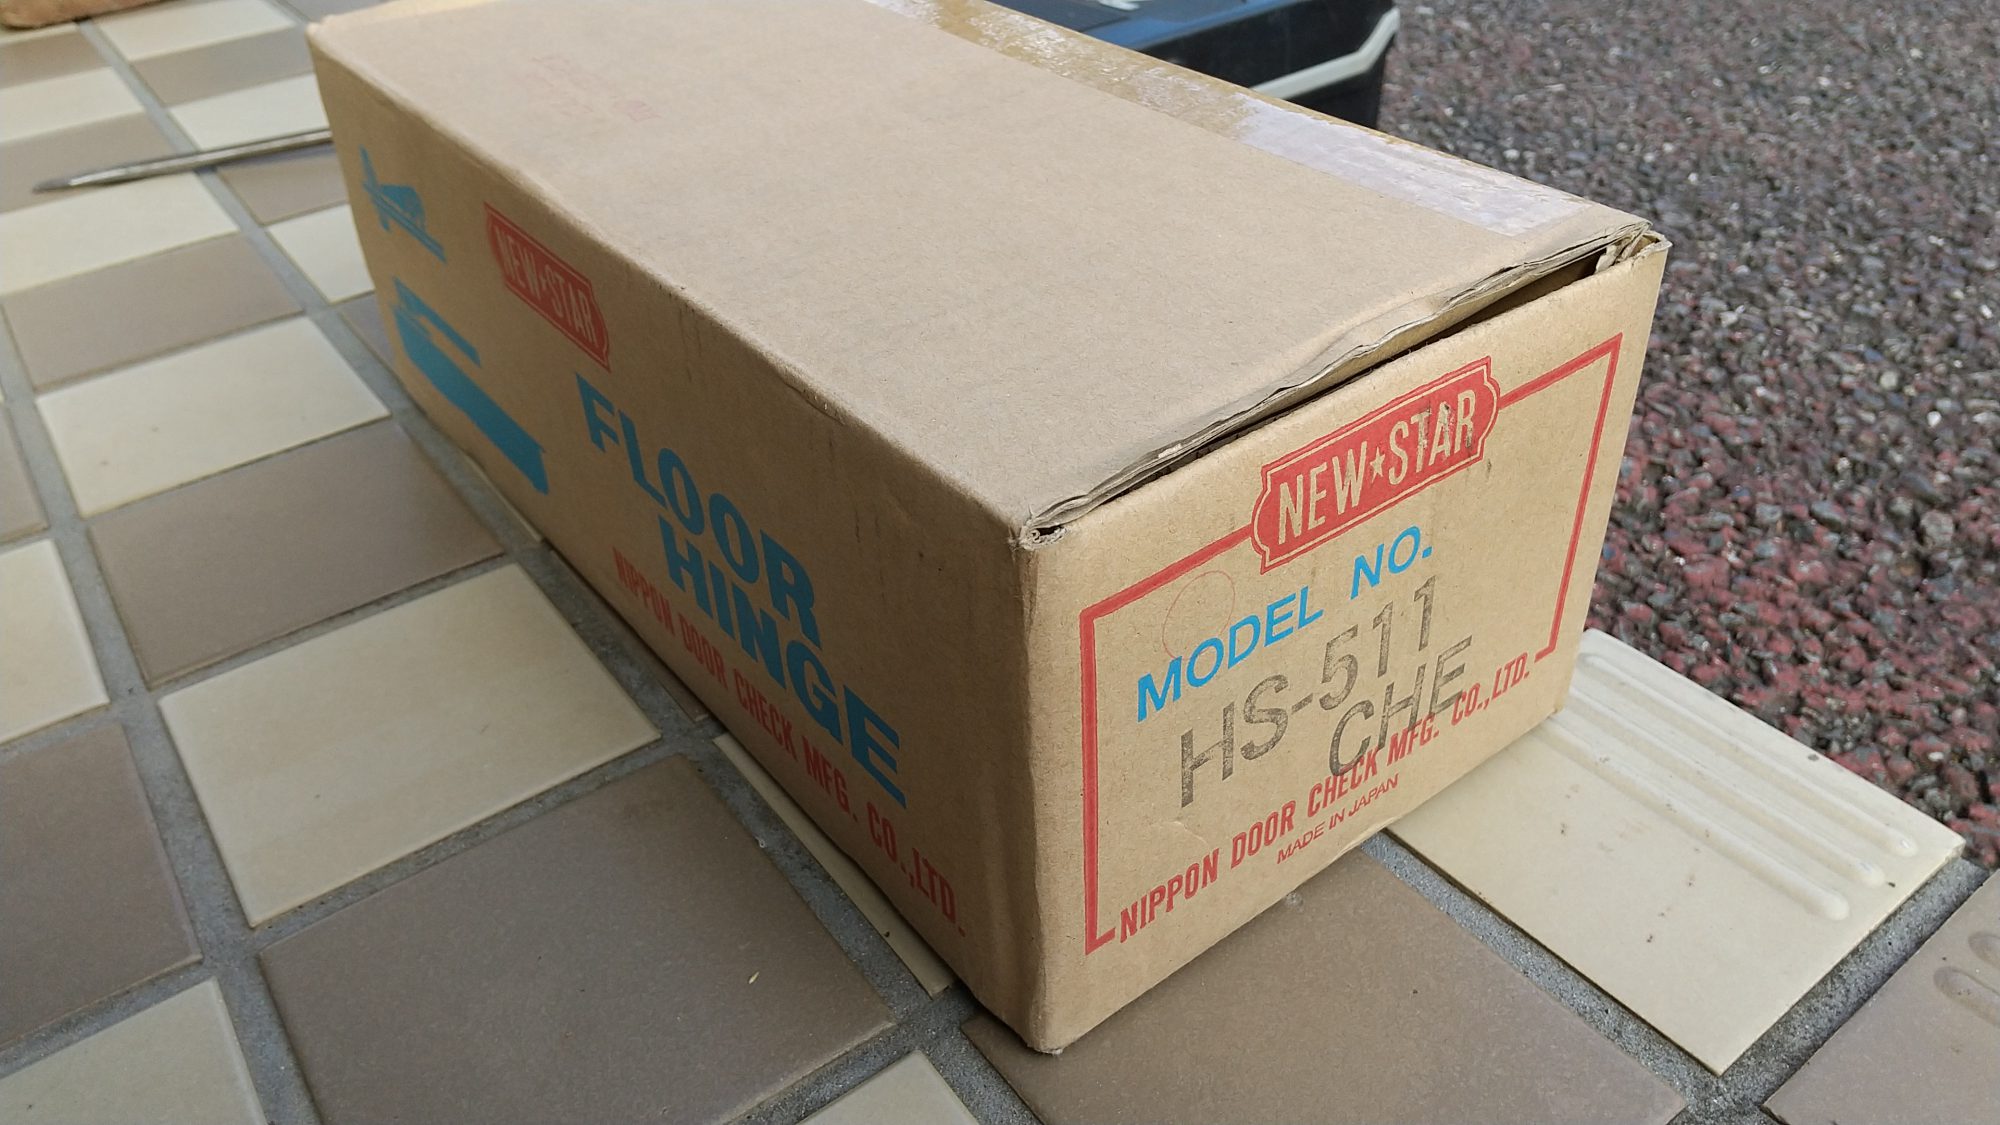 NEW★STAR
FLOOR
HINGE
NIPPON DOOR CHECK MFG. CO.,LTD.
NEW★STAR
MODEL NO.
HS-511
CHE
NIPPON DOOR CHECK MFG. CO.,LTD.
MADE IN JAPAN